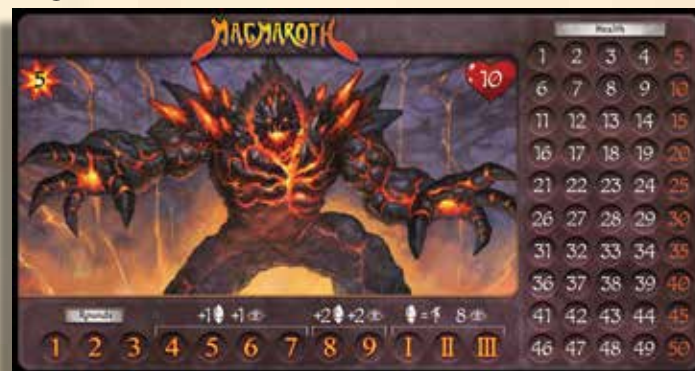 MAGMAROTH
5
10
Rounds
+1 +1
+2 +2
= 8
1 2 3 4 5 6 7 8 9 I II III
Health
1 2 3 4 5
6 7 8 9 10
11 12 13 14 15
16 17 18 19 20
21 22 23 24 25
26 27 28 29 30
31 32 33 34 35
36 37 38 39 40
41 42 43 44 45
46 47 48 49 50